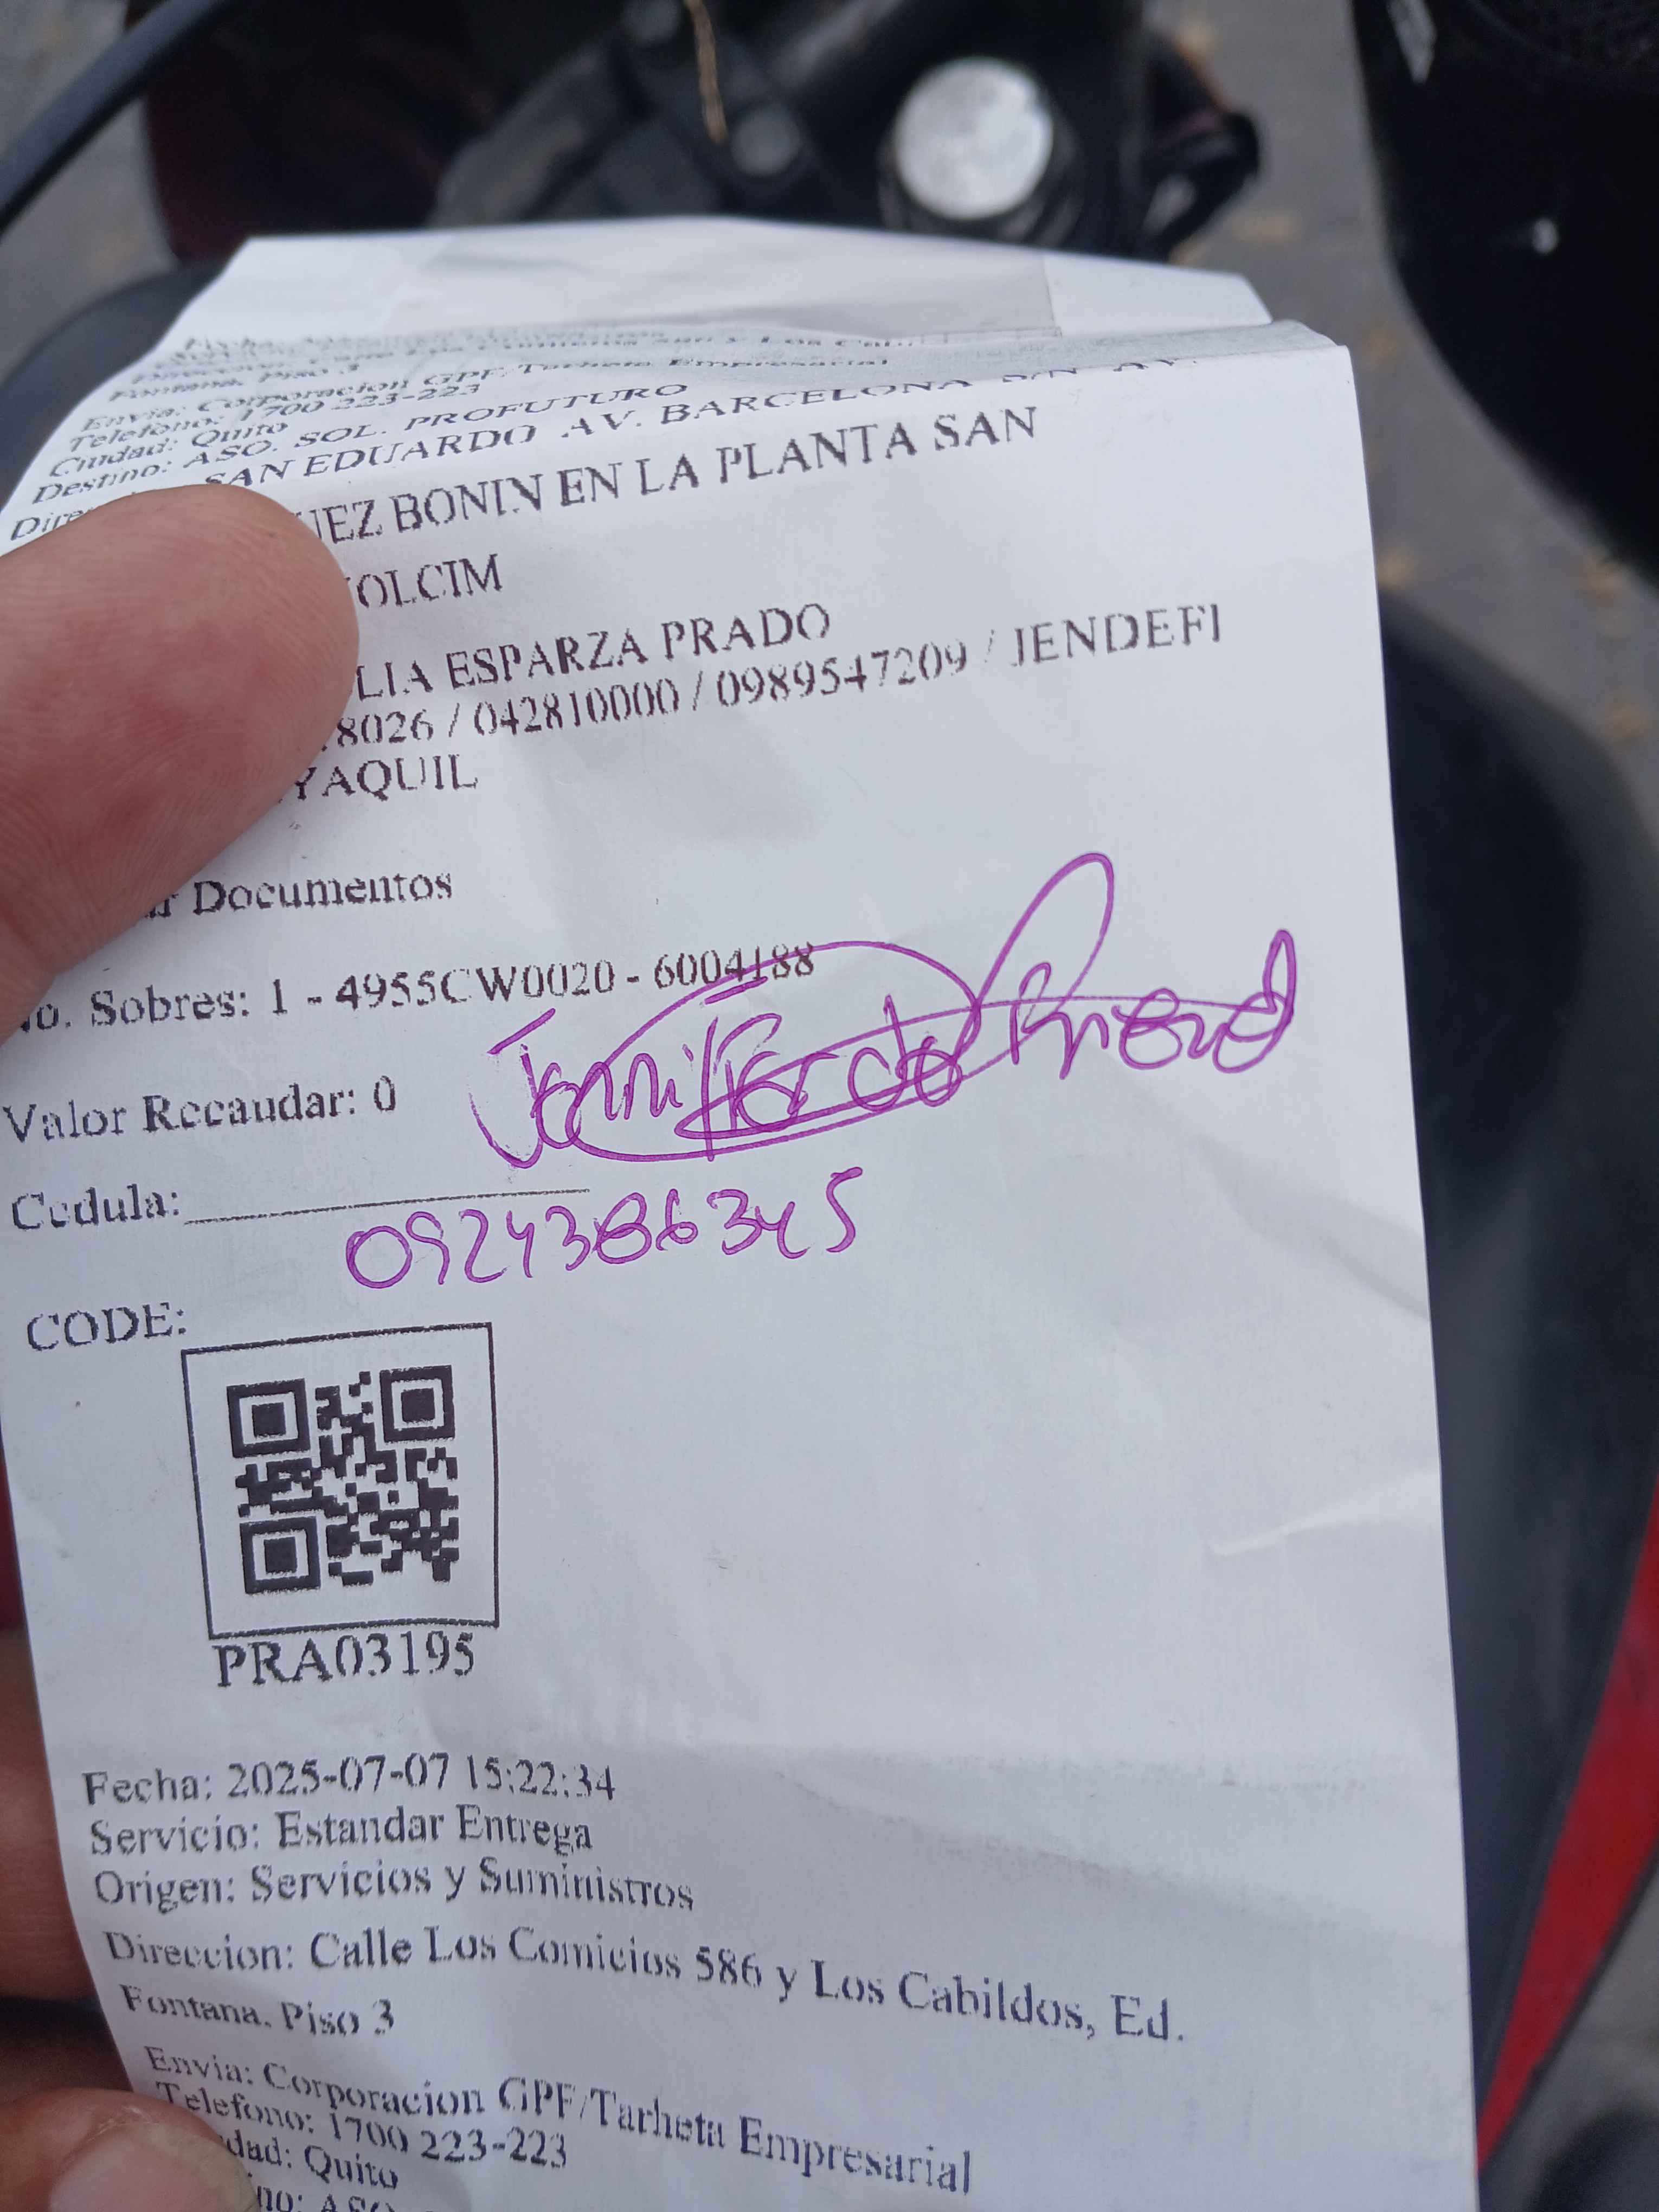 Fontana, Piso 3
Envia: Corporacion GPF/Tarheta Empresarial
Telefono: 1700 223-223
Ciudad: Quito
Destino: ASO. SOL. PROFUTURO
SAN EDUARDO AV. BARCELONA S/N AV.
UEZ BONIN EN LA PLANTA SAN
OLCIM
LIA ESPARZA PRADO
8026 / 042810000 / 0989547209 / JENDEFI
YAQUIL
Documentos
No. Sobres: 1 - 4955CW0020 - 6004188
Valor Recaudar: 0
Cedula:
0924386345
CODE:
PRA03195
Fecha: 2025-07-07 15:22:34
Servicio: Estandar Entrega
Origen: Servicios y Suministros
Direccion: Calle Los Comicios 586 y Los Cabildos, Ed.
Fontana, Piso 3
Envia: Corporacion GPF/Tarheta Empresarial
Telefono: 1700 223-223
dad: Quito